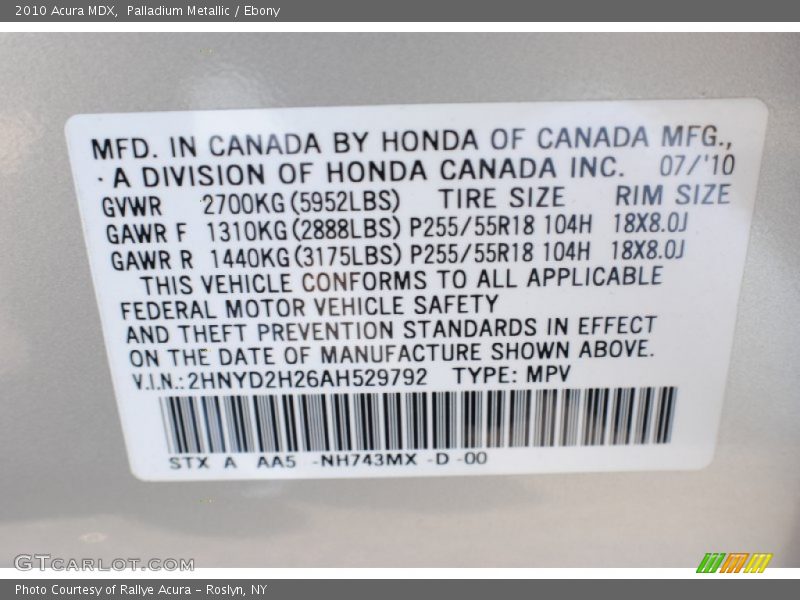 2010 Acura MDX,  Palladium Metallic / Ebony
MFD. IN CANADA BY HONDA OF CANADA MFG.,
·A DIVISION OF HONDA CANADA INC. 07/'10
GVWR 2700KG(5952LBS) TIRE SIZE RIM SIZE
GAWR F 1310KG(2888LBS) P255/55R18 104H 18X8.0J
GAWR R 1440KG(3175LBS) P255/55R18 104H 18X8.0J
THIS VEHICLE CONFORMS TO ALL APPLICABLE
FEDERAL MOTOR VEHICLE SAFETY
AND THEFT PREVENTION STANDARDS IN EFFECT
ON THE DATE OF MANUFACTURE SHOWN ABOVE.
V.I.N.:2HNYD2H26AH529792 TYPE: MPV
STX A AA5 -NH743MX -D -00
GTCARLOT.COM
Photo Courtesy of Rallye Acura – Roslyn, NY